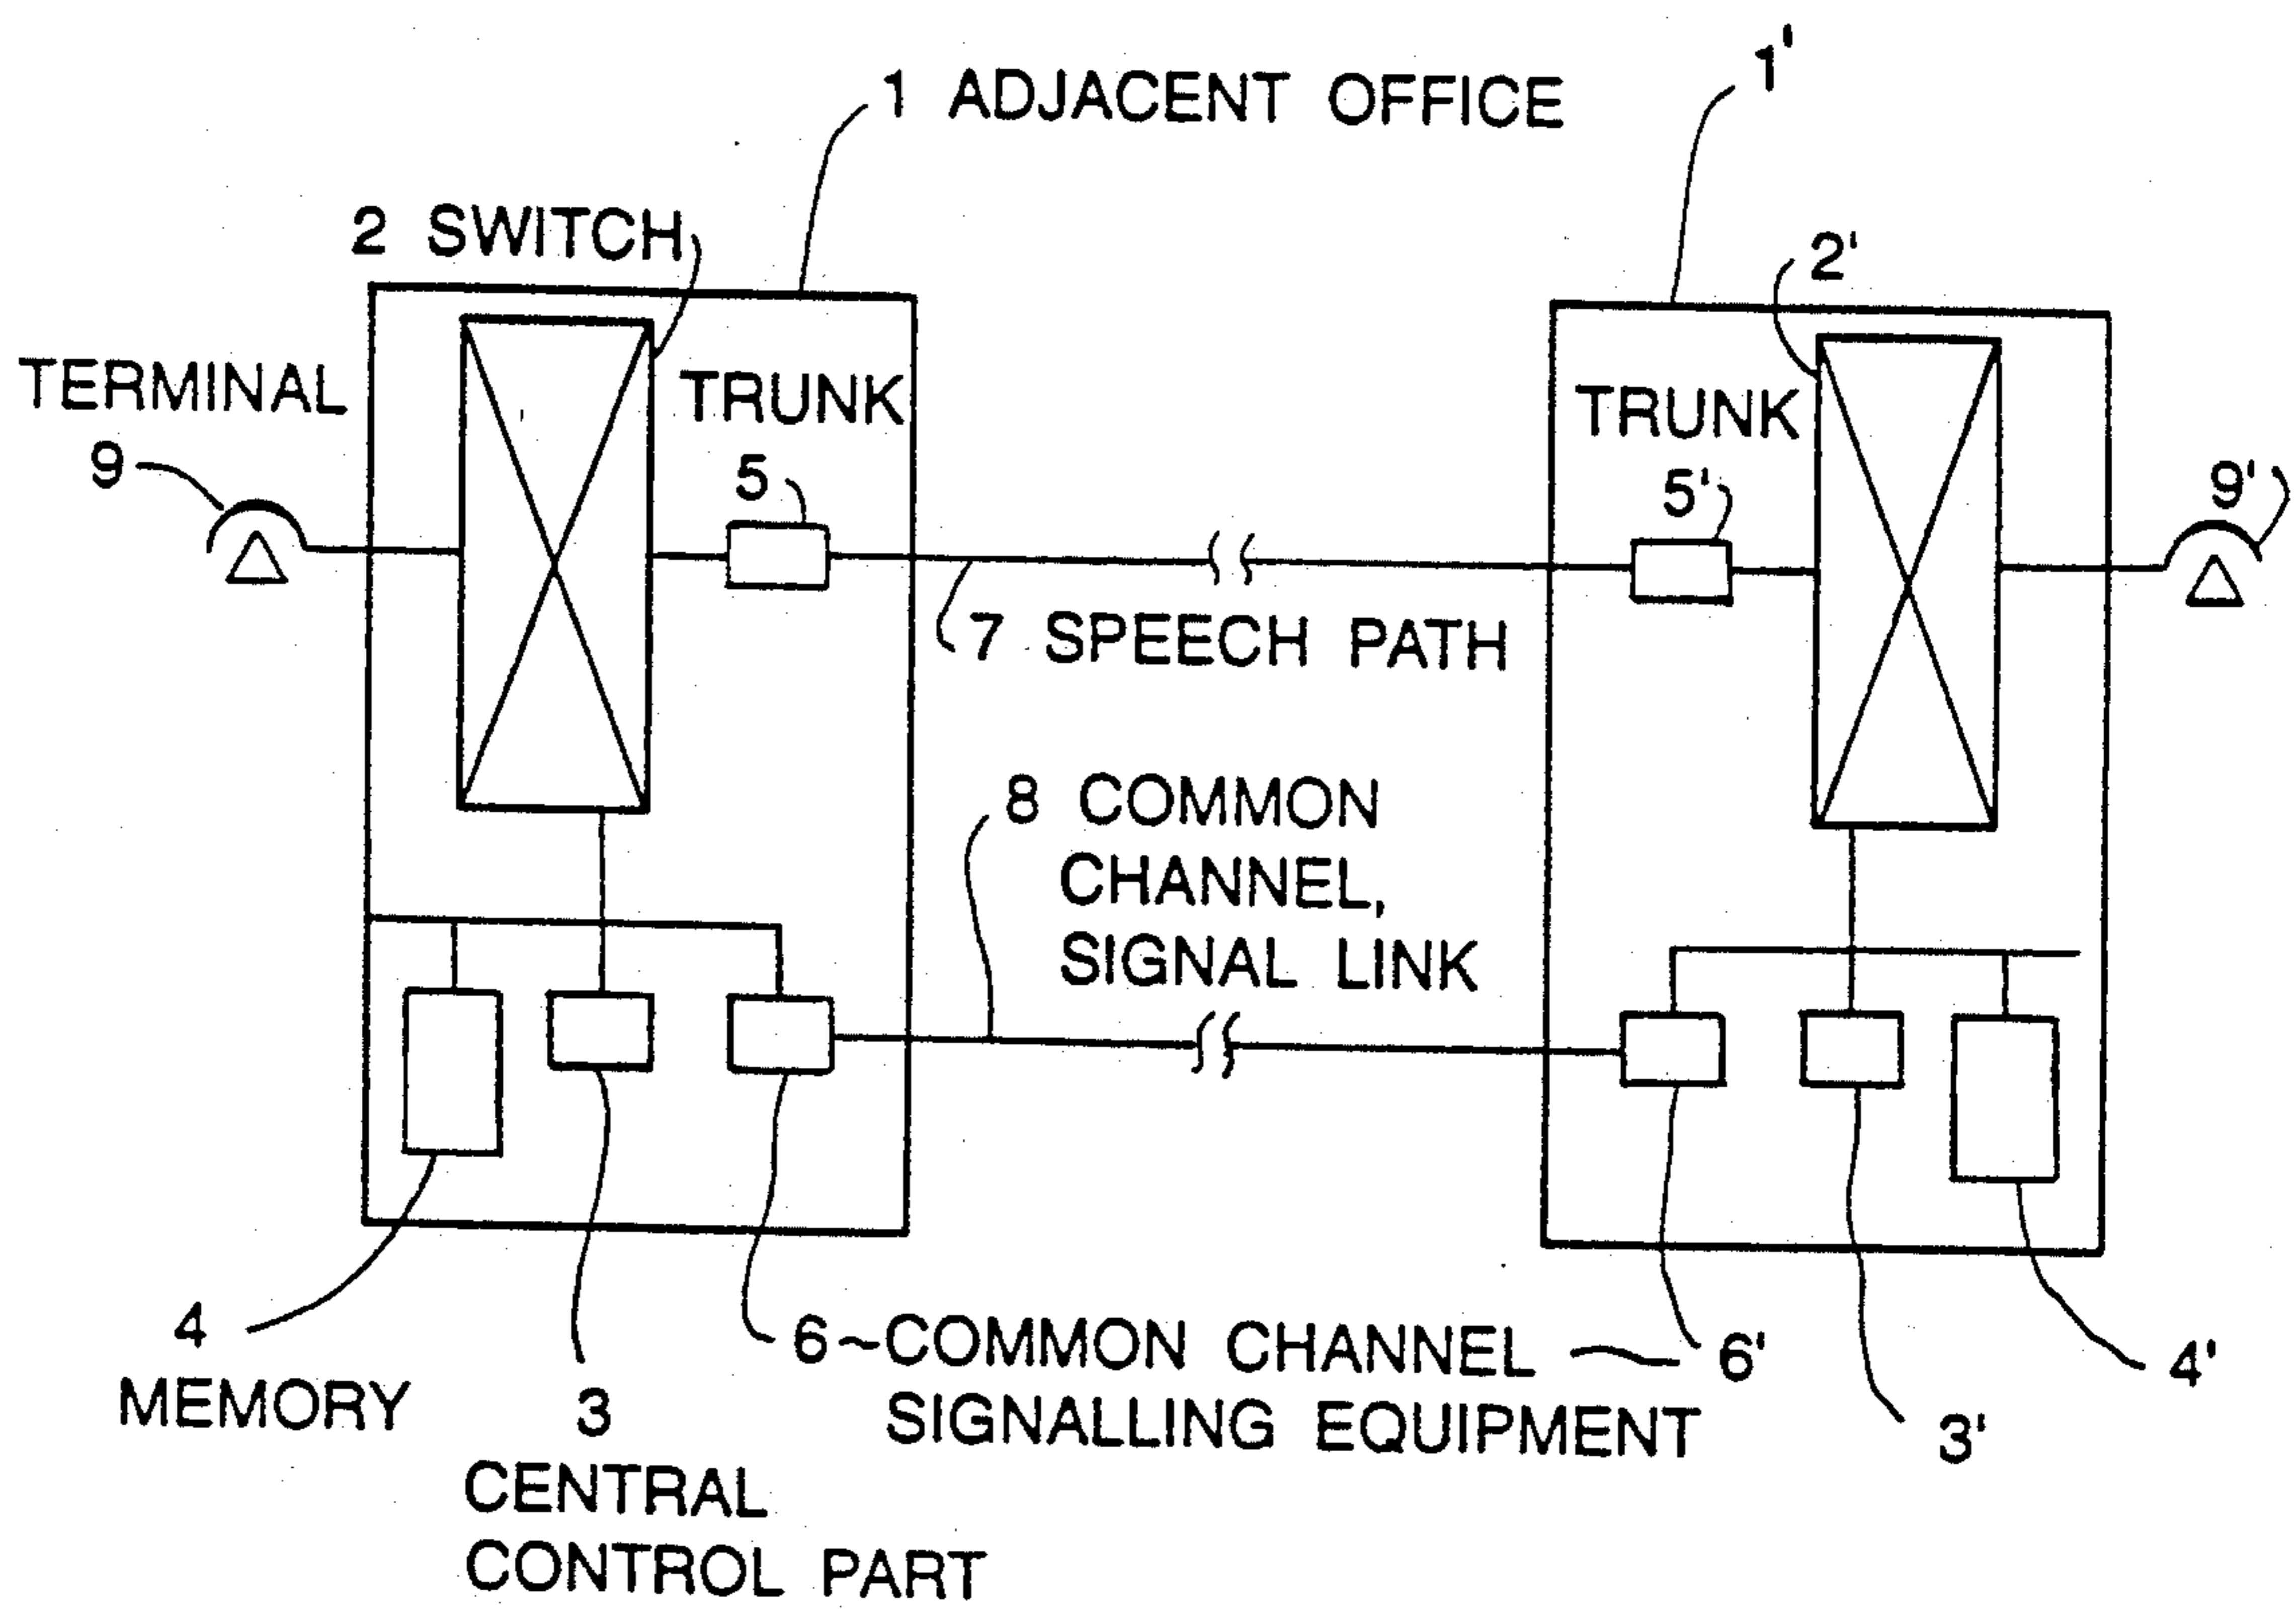 1 ADJACENT OFFICE
1'
2 SWITCH
2'
TERMINAL
TRUNK
TRUNK
9
5
5'
9'
7 SPEECH PATH
8 COMMON
CHANNEL,
SIGNAL LINK
4
6~COMMON CHANNEL
6'
4'
MEMORY
3
SIGNALLING EQUIPMENT
3'
CENTRAL
CONTROL PART